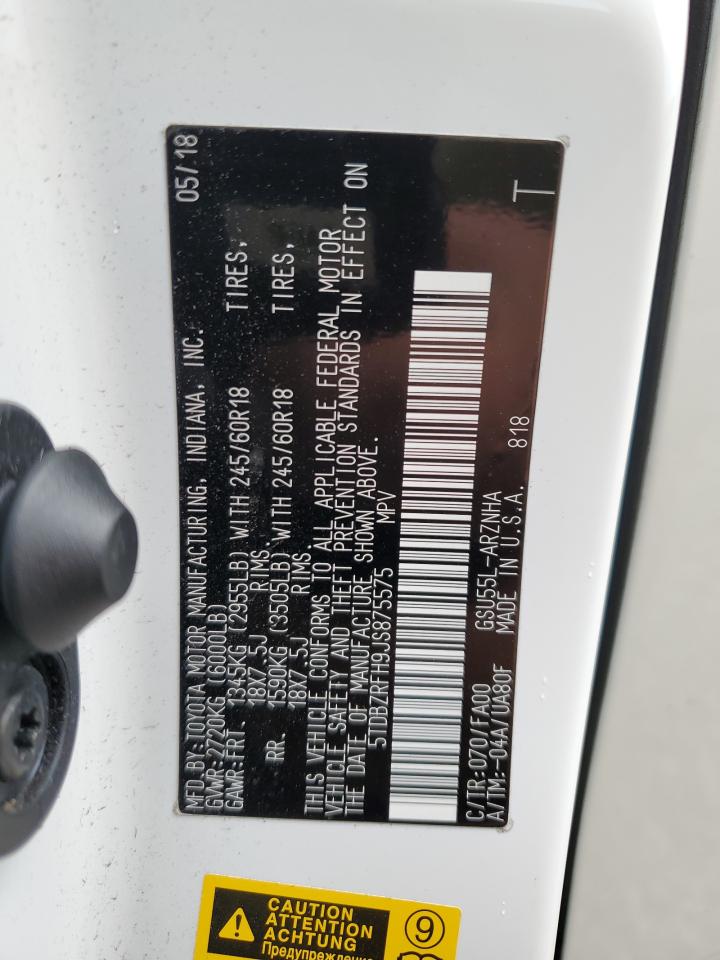 MFD BY: TOYOTA MOTOR MANUFACTURING, INDIANA, INC. 05/18
GVWR: 2720KG (6000LB)
GAWR: FRT. 1345KG (2955LB) WITH 245/60R18 TIRES,
18X7.5J RIMS
RR. 1590KG (3505LB) WITH 245/60R18 TIRES,
18X7.5J RIMS
THIS VEHICLE CONFORMS TO ALL APPLICABLE FEDERAL MOTOR
VEHICLE SAFETY AND THEFT PREVENTION STANDARDS IN EFFECT ON
THE DATE OF MANUFACTURE SHOWN ABOVE.
5TDBZRFH9JS875575 MPV
C/TR: 070/FA00 GSU55L-ARZNHA
A/TM: -04A/UA80F MADE IN U.S.A. 818 T
CAUTION
ATTENTION
ACHTUNG
Предупреждение
9